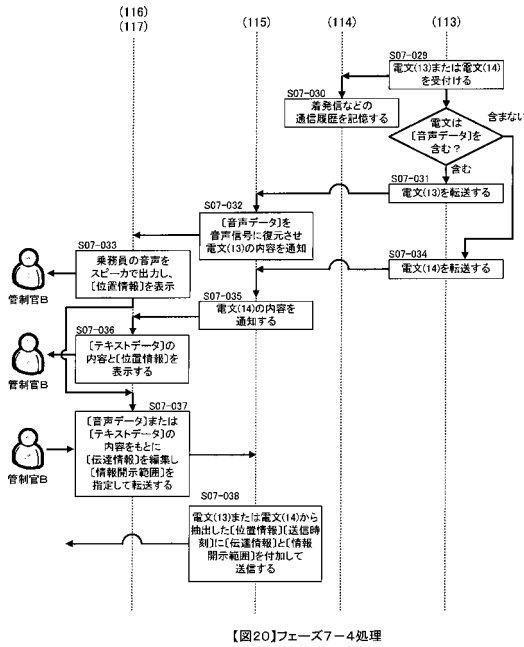 (116)
(117)
(115)
(114)
(113)
S07-029
電文(13)または電文(14)
を受付ける
S07-030
着発信などの
通信履歴を記憶する
電文は
[音声データ]を
含む？
含まない
含む
S07-031
電文(13)を転送する
S07-032
[音声データ]を
音声信号に復元させ
電文(13)の内容を通知
S07-033
乗務員の音声を
スピーカで出力し、
[位置情報]を表示
管制官B
S07-034
電文(14)を転送する
S07-035
電文(14)の内容を
通知する
S07-036
[テキストデータ]の
内容と[位置情報]を
表示する
管制官B
S07-037
[音声データ]または
[テキストデータ]の
内容をもとに
[伝達情報]を編集し
[情報開示範囲]を
指定して転送する
管制官B
S07-038
電文(13)または電文(14)から
抽出した[位置情報][送信時
刻]に[伝達情報]と[情報
開示範囲]を付加して
送信する
【図20】フェーズ7－4処理